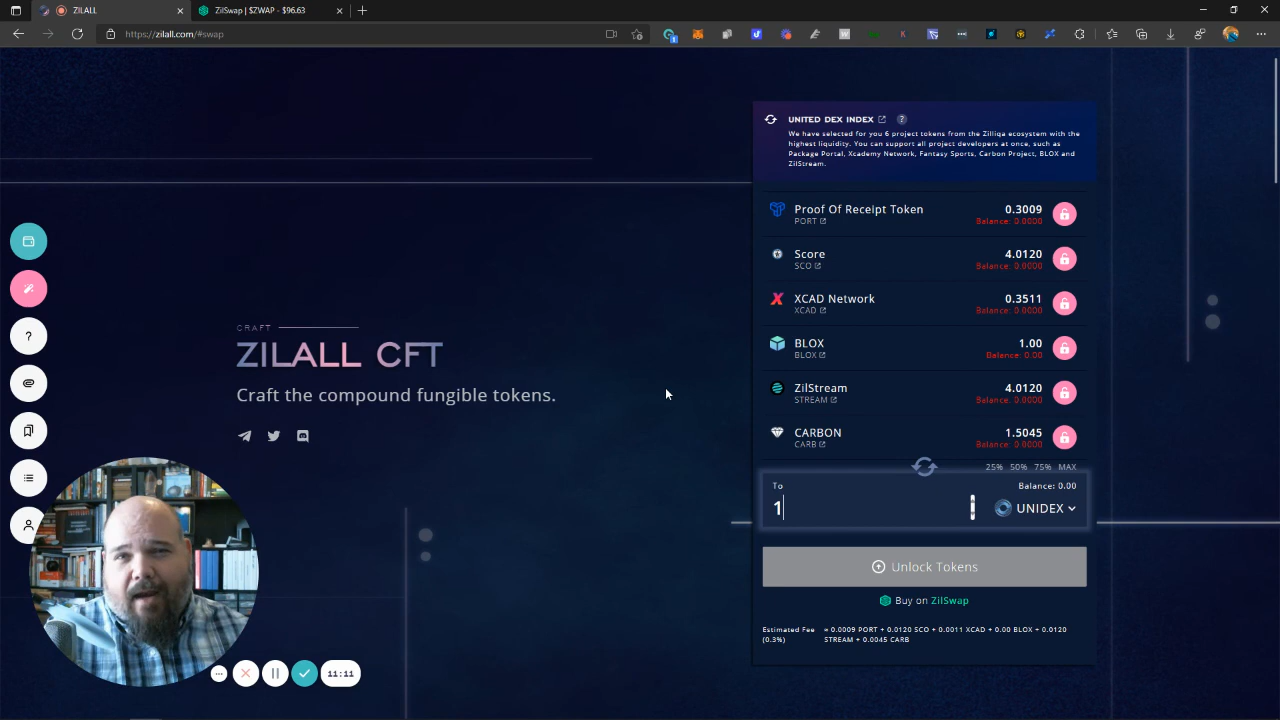 ZILALL
ZilSwap | $ZWAP - $96.63
https://zilall.com/#swap
1
UNITED DEX INDEX ?
We have selected for you 6 project tokens from the Zilliqa ecosystem with the
highest liquidity. You can support all project developers at once, such as
Package Portal, Xcademy Network, Fantasy Sports, Carbon Project, BLOX and
ZilStream.
Proof Of Receipt Token 0.3009
PORT Balance: 0.0000
Score 4.0120
SCO Balance: 0.0000
XCAD Network 0.3511
XCAD Balance: 0.0000
BLOX 1.00
BLOX Balance: 0.00
ZilStream 4.0120
STREAM Balance: 0.0000
CARBON 1.5045
CARB Balance: 0.0000
25% 50% 75% MAX
To Balance: 0.00
1 UNIDEX
Unlock Tokens
Buy on ZilSwap
Estimated Fee ≈ 0.0009 PORT + 0.0120 SCO + 0.0011 XCAD + 0.00 BLOX + 0.0120
(0.3%) STREAM + 0.0045 CARB
CRAFT
ZILALL CFT
Craft the compound fungible tokens.
?
11:11